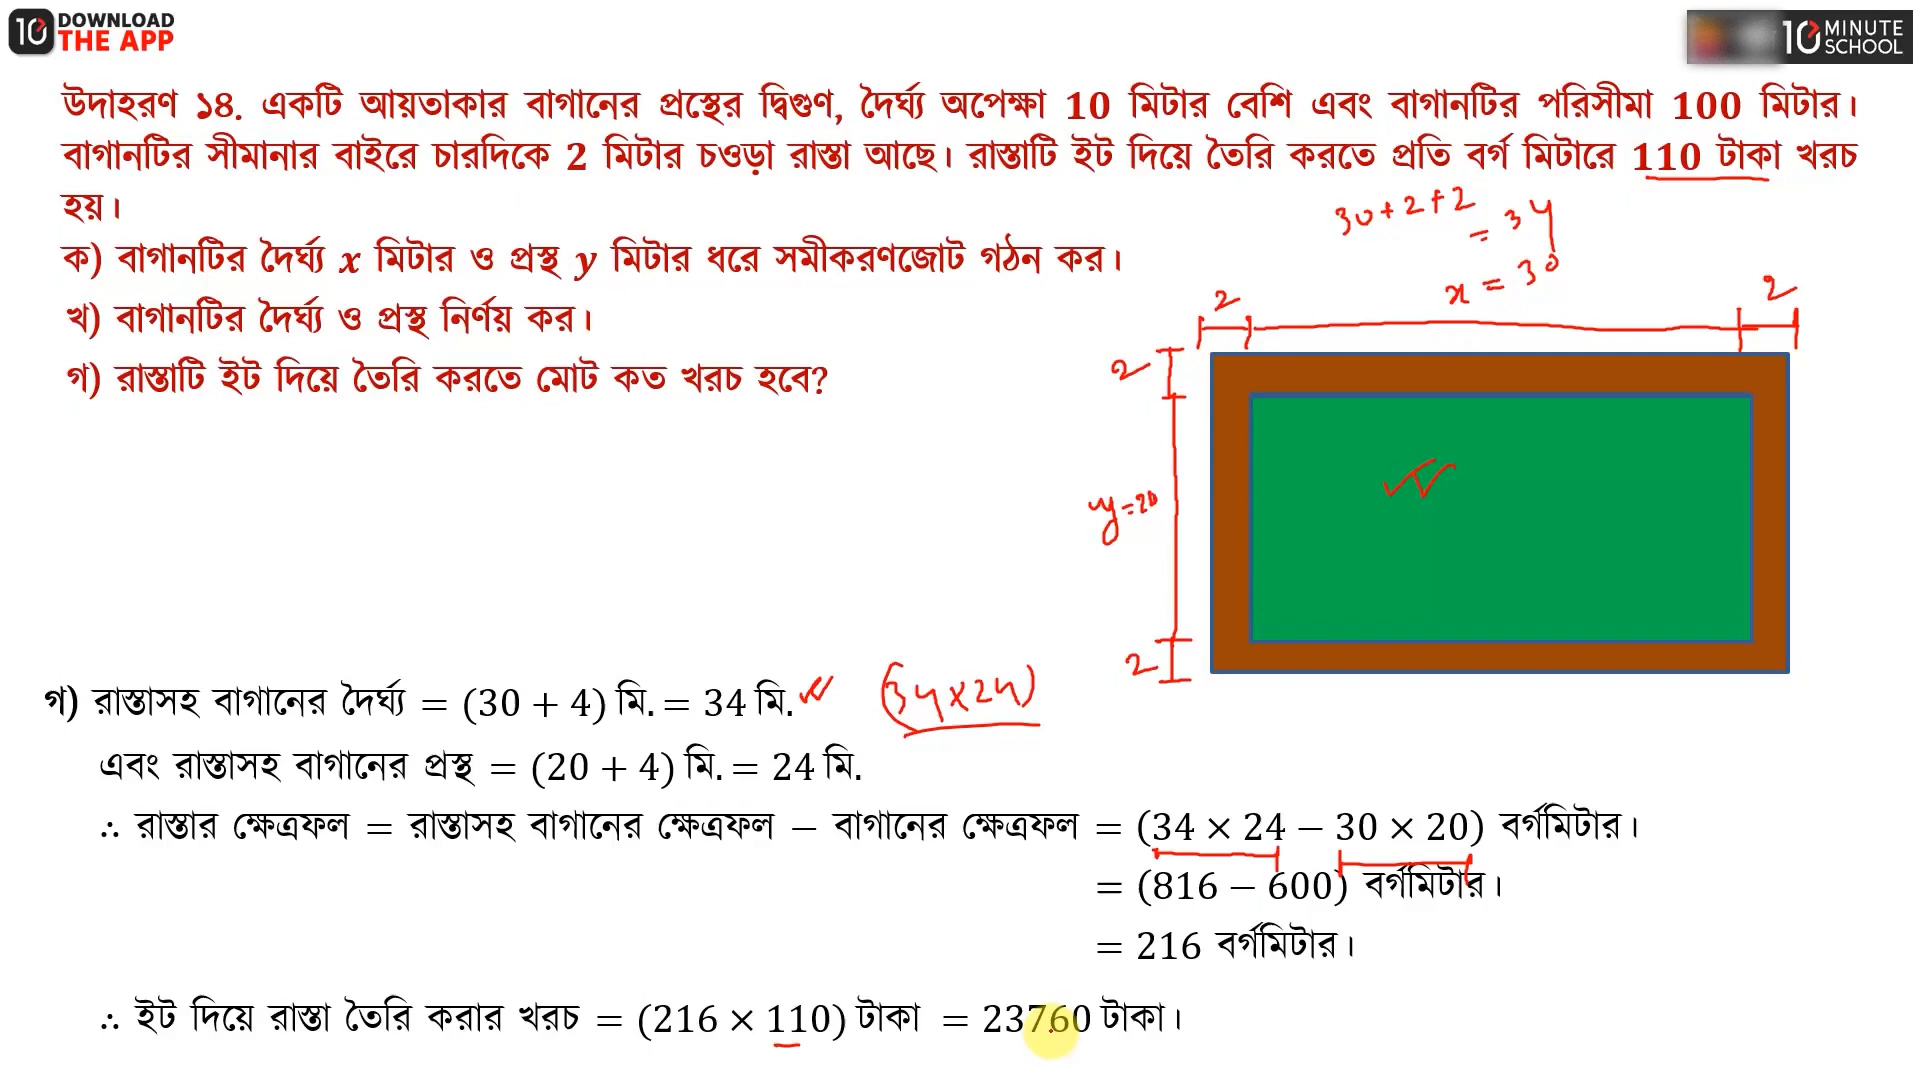 10 DOWNLOAD
THE APP
10 MINUTE
SCHOOL
উদাহরণ ১৪. একটি আয়তাকার বাগানের প্রস্থের দ্বিগুণ, দৈর্ঘ্য অপেক্ষা 10 মিটার বেশি এবং বাগানটির পরিসীমা 100 মিটার।
বাগানটির সীমানার বাইরে চারদিকে 2 মিটার চওড়া রাস্তা আছে। রাস্তাটি ইট দিয়ে তৈরি করতে প্রতি বর্গ মিটারে 110 টাকা খরচ
হয়।
ক) বাগানটির দৈর্ঘ্য x মিটার ও প্রস্থ y মিটার ধরে সমীকরণজোট গঠন কর।
খ) বাগানটির দৈর্ঘ্য ও প্রস্থ নির্ণয় কর।
গ) রাস্তাটি ইট দিয়ে তৈরি করতে মোট কত খরচ হবে?
30+2+2
= 34
x = 30
2
2
2
y=20
2
গ) রাস্তাসহ বাগানের দৈর্ঘ্য = (30 + 4) মি. = 34 মি.
(34×24)
এবং রাস্তাসহ বাগানের প্রস্থ = (20 + 4) মি. = 24 মি.
∴ রাস্তার ক্ষেত্রফল = রাস্তাসহ বাগানের ক্ষেত্রফল − বাগানের ক্ষেত্রফল = (34 × 24 − 30 × 20) বর্গমিটার।
= (816 − 600) বর্গমিটার।
= 216 বর্গমিটার।
∴ ইট দিয়ে রাস্তা তৈরি করার খরচ = (216 × 110) টাকা = 23760 টাকা।